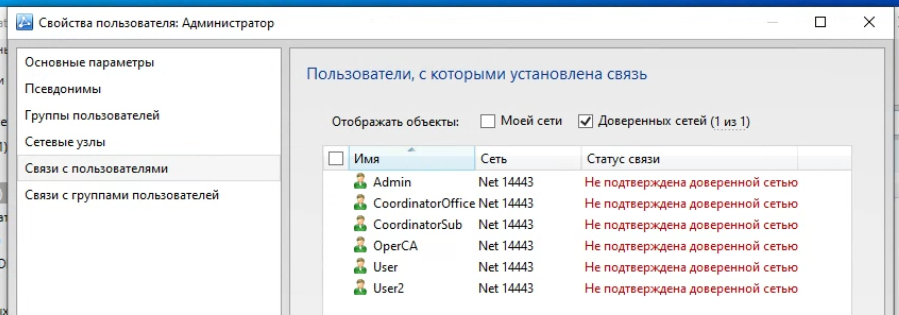 Свойства пользователя: Администратор
Основные параметры
Псевдонимы
Группы пользователей
Сетевые узлы
Связи с пользователями
Связи с группами пользователей
Пользователи, с которыми установлена связь
Отображать объекты: Моей сети Доверенных сетей (1 из 1)
Имя Сеть Статус связи
Admin Net 14443 Не подтверждена доверенной сетью
CoordinatorOffice Net 14443 Не подтверждена доверенной сетью
CoordinatorSub Net 14443 Не подтверждена доверенной сетью
OperCA Net 14443 Не подтверждена доверенной сетью
User Net 14443 Не подтверждена доверенной сетью
User2 Net 14443 Не подтверждена доверенной сетью